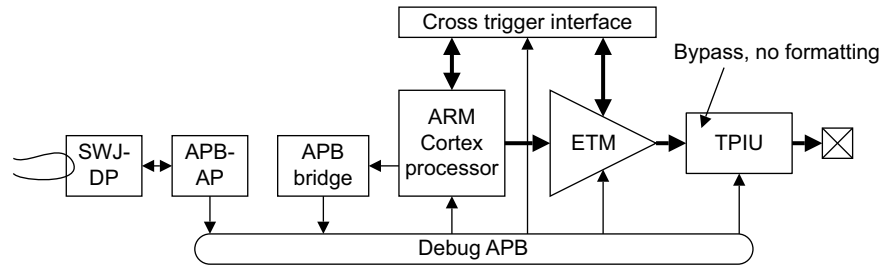 Cross trigger interface
Bypass, no formatting
SWJ-
DP
APB-
AP
APB
bridge
ARM
Cortex
processor
ETM
TPIU
Debug APB